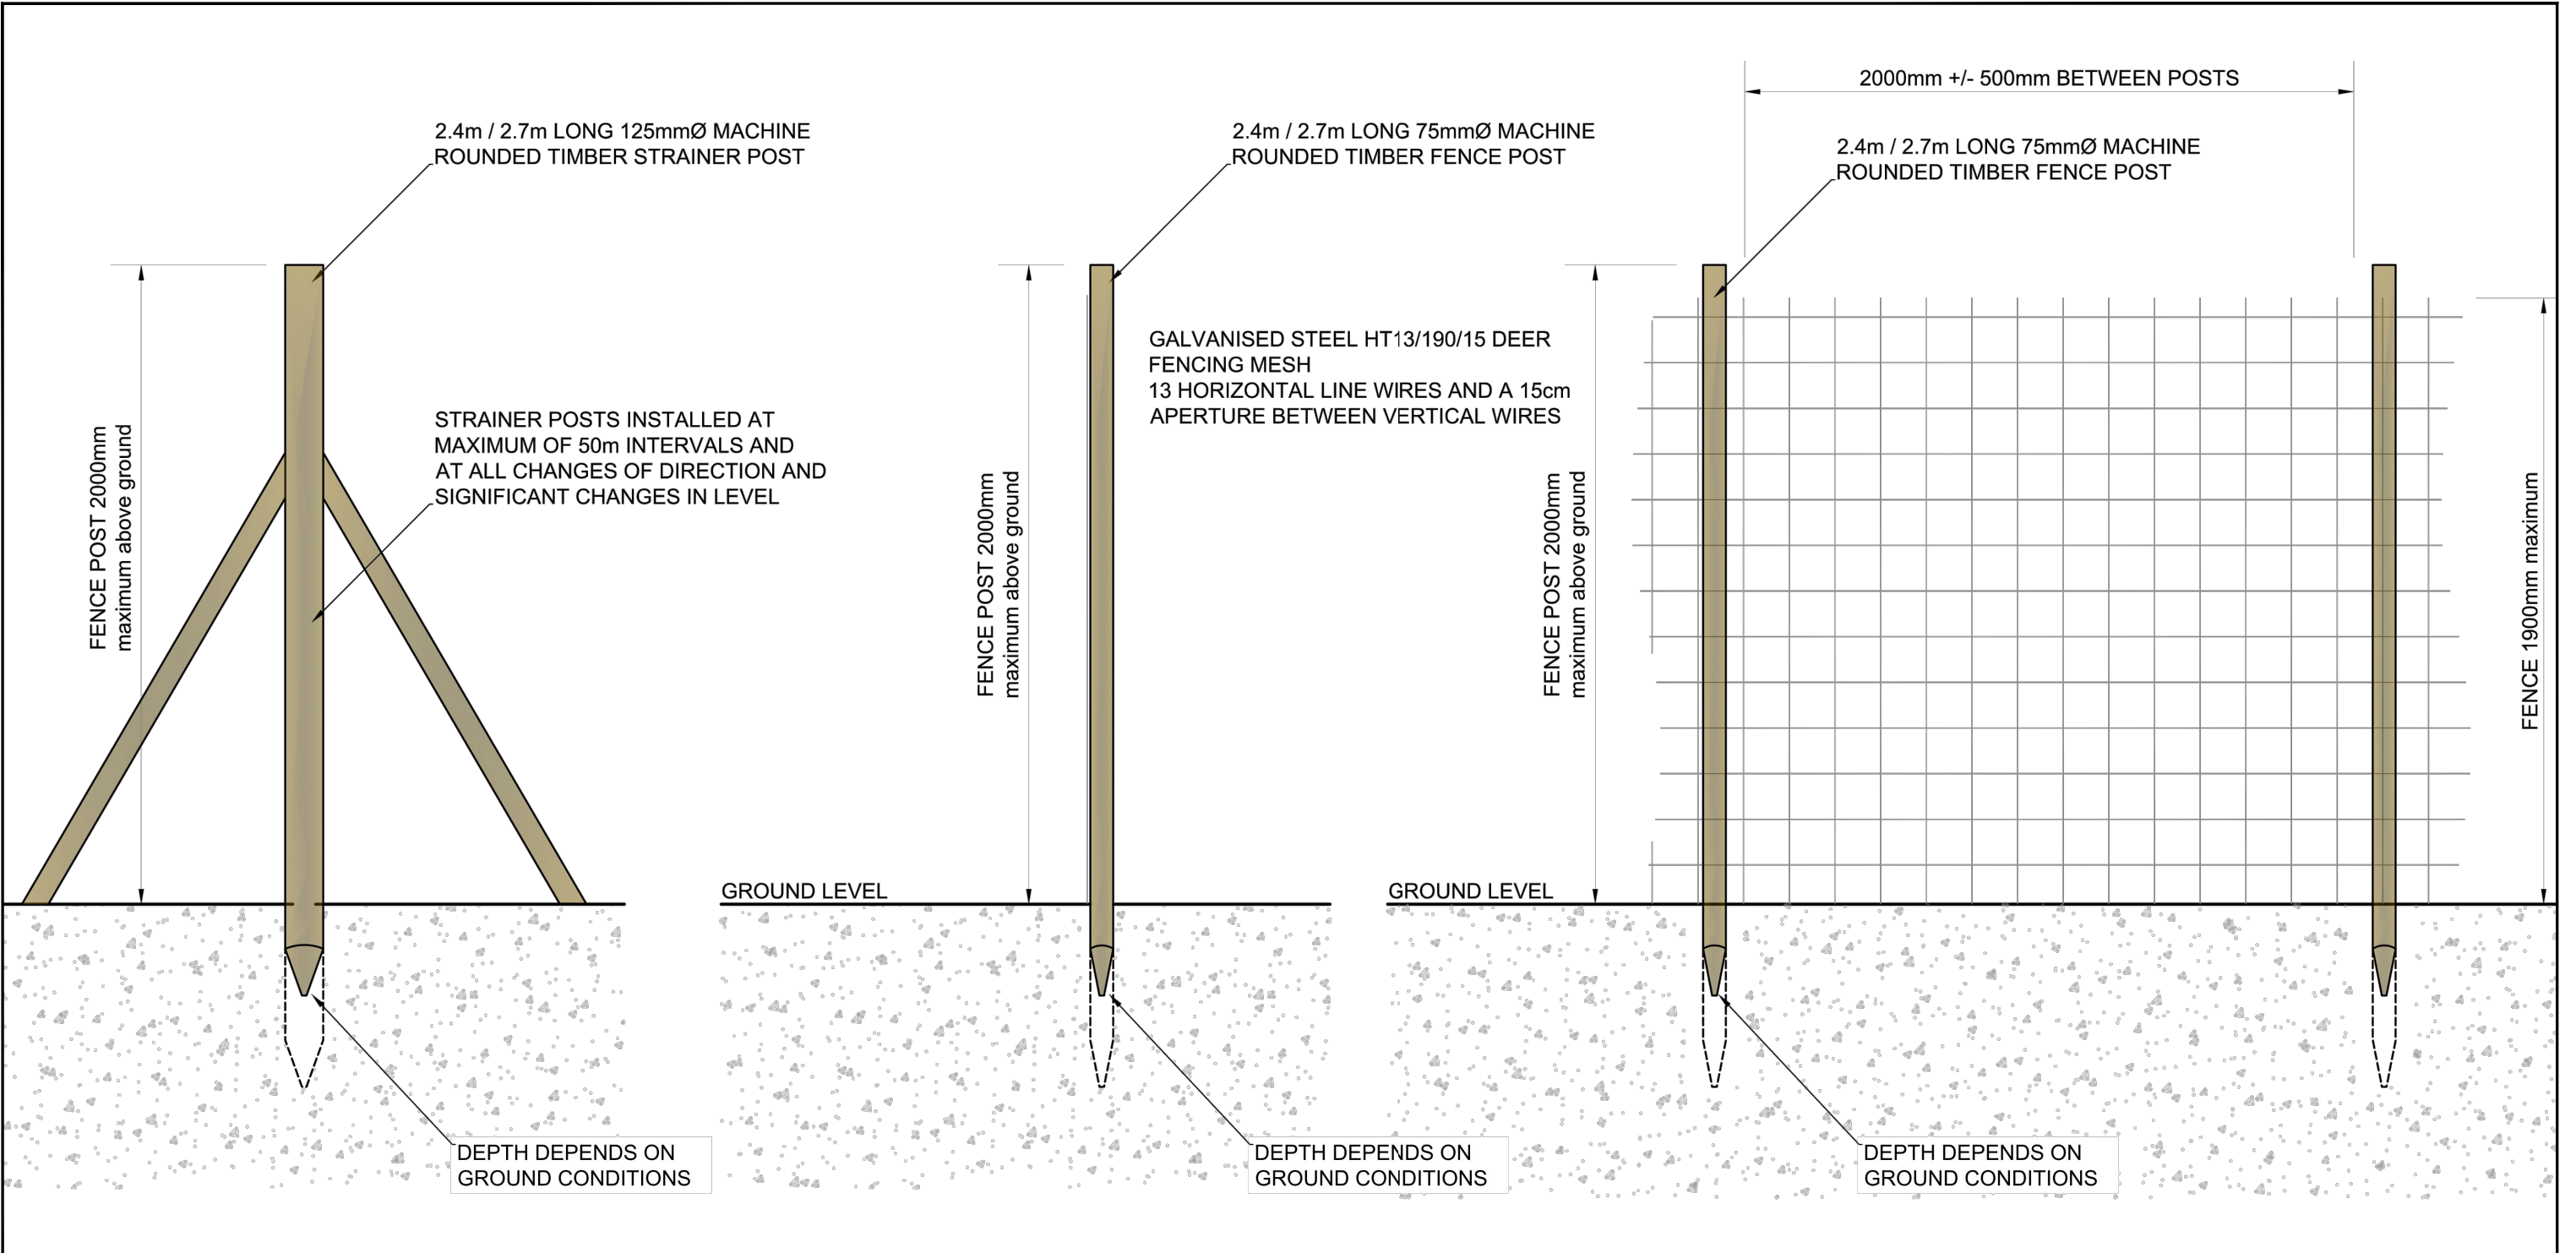 2.4m / 2.7m LONG 125mmØ MACHINE
ROUNDED TIMBER STRAINER POST
FENCE POST 2000mm
maximum above ground
STRAINER POSTS INSTALLED AT
MAXIMUM OF 50m INTERVALS AND
AT ALL CHANGES OF DIRECTION AND
SIGNIFICANT CHANGES IN LEVEL
DEPTH DEPENDS ON
GROUND CONDITIONS
2.4m / 2.7m LONG 75mmØ MACHINE
ROUNDED TIMBER FENCE POST
GALVANISED STEEL HT13/190/15 DEER
FENCING MESH
13 HORIZONTAL LINE WIRES AND A 15cm
APERTURE BETWEEN VERTICAL WIRES
FENCE POST 2000mm
maximum above ground
GROUND LEVEL
DEPTH DEPENDS ON
GROUND CONDITIONS
2000mm +/- 500mm BETWEEN POSTS
2.4m / 2.7m LONG 75mmØ MACHINE
ROUNDED TIMBER FENCE POST
FENCE POST 2000mm
maximum above ground
FENCE 1900mm maximum
GROUND LEVEL
DEPTH DEPENDS ON
GROUND CONDITIONS